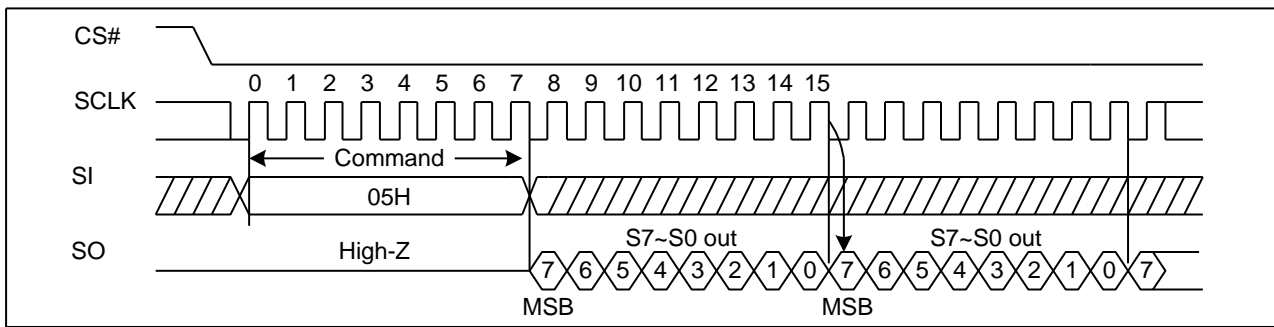 CS#
0 1 2 3 4 5 6 7 8 9 10 11 12 13 14 15
SCLK
Command
SI
05H
S7~S0 out S7~S0 out
SO High-Z
7 6 5 4 3 2 1 0 7 6 5 4 3 2 1 0 7
MSB MSB